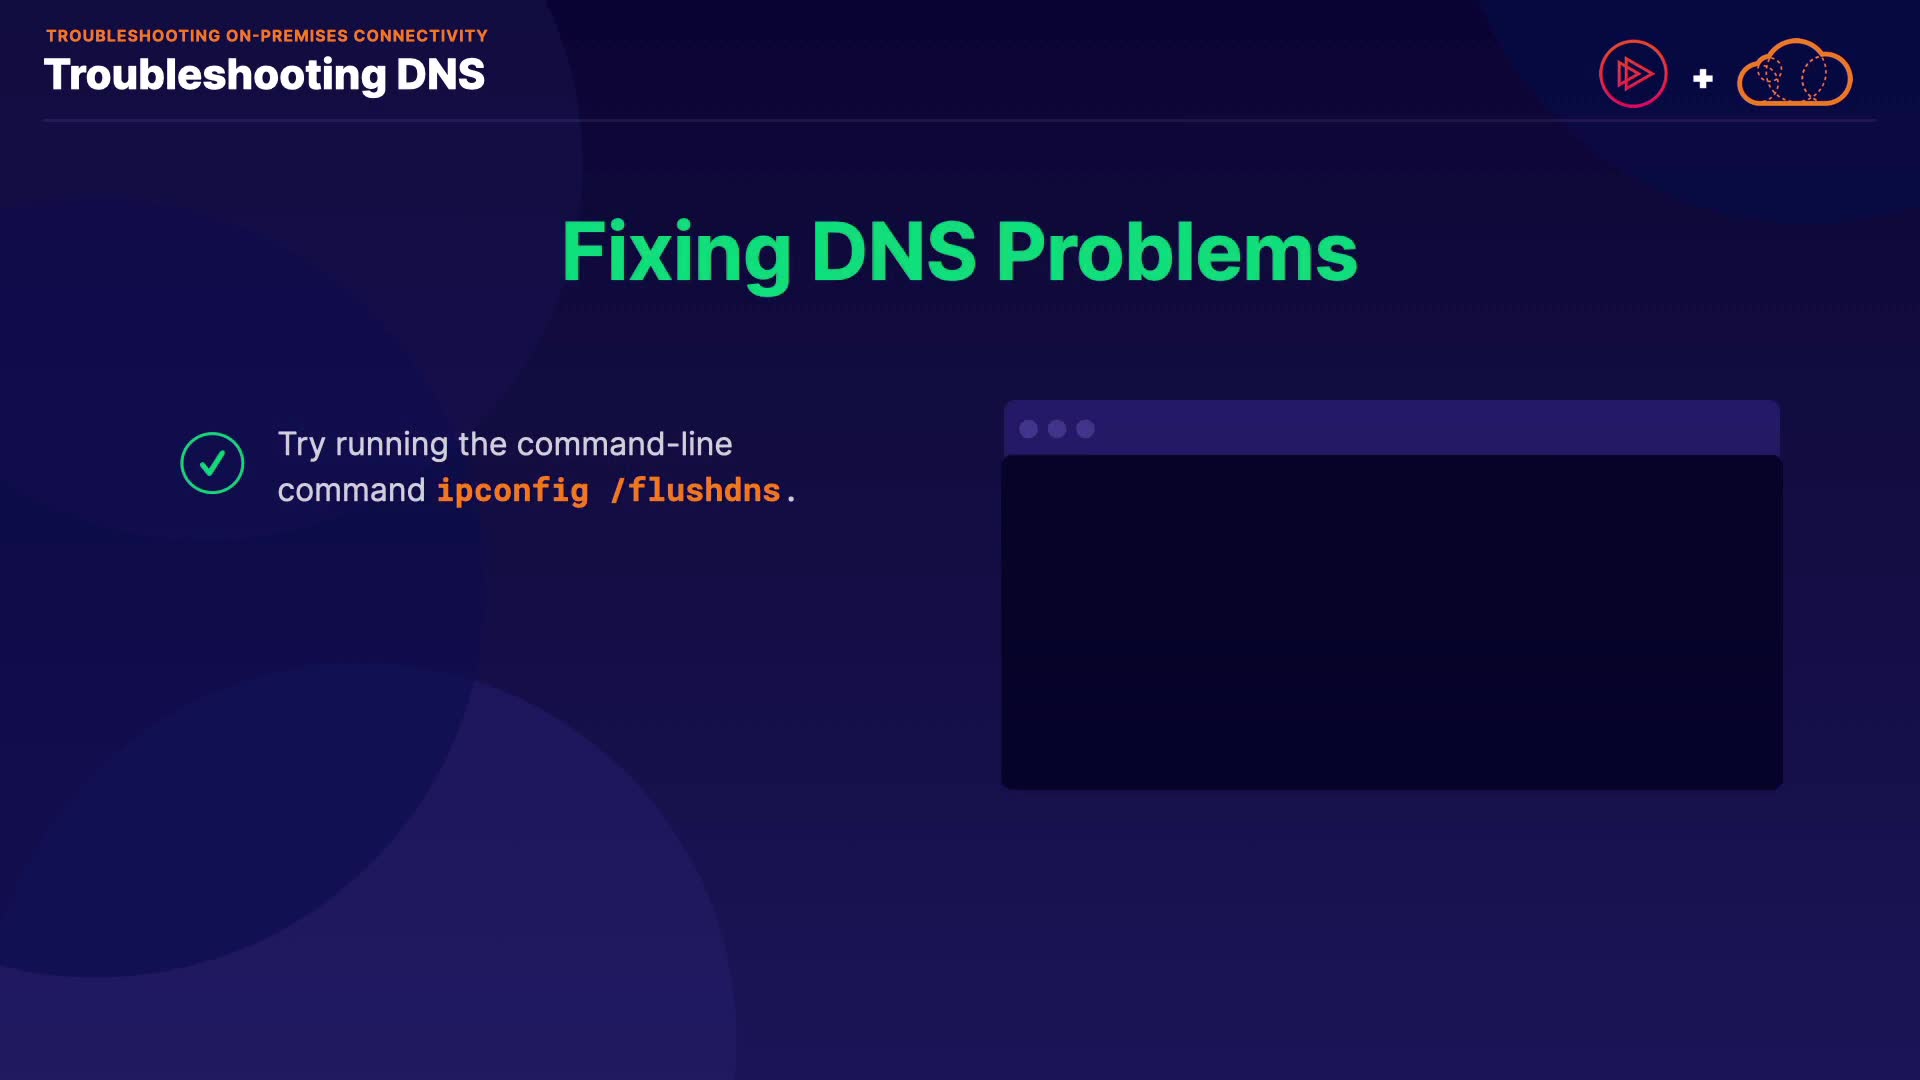 TROUBLESHOOTING ON-PREMISES CONNECTIVITY
Troubleshooting DNS
Fixing DNS Problems
Try running the command-line
command ipconfig /flushdns.